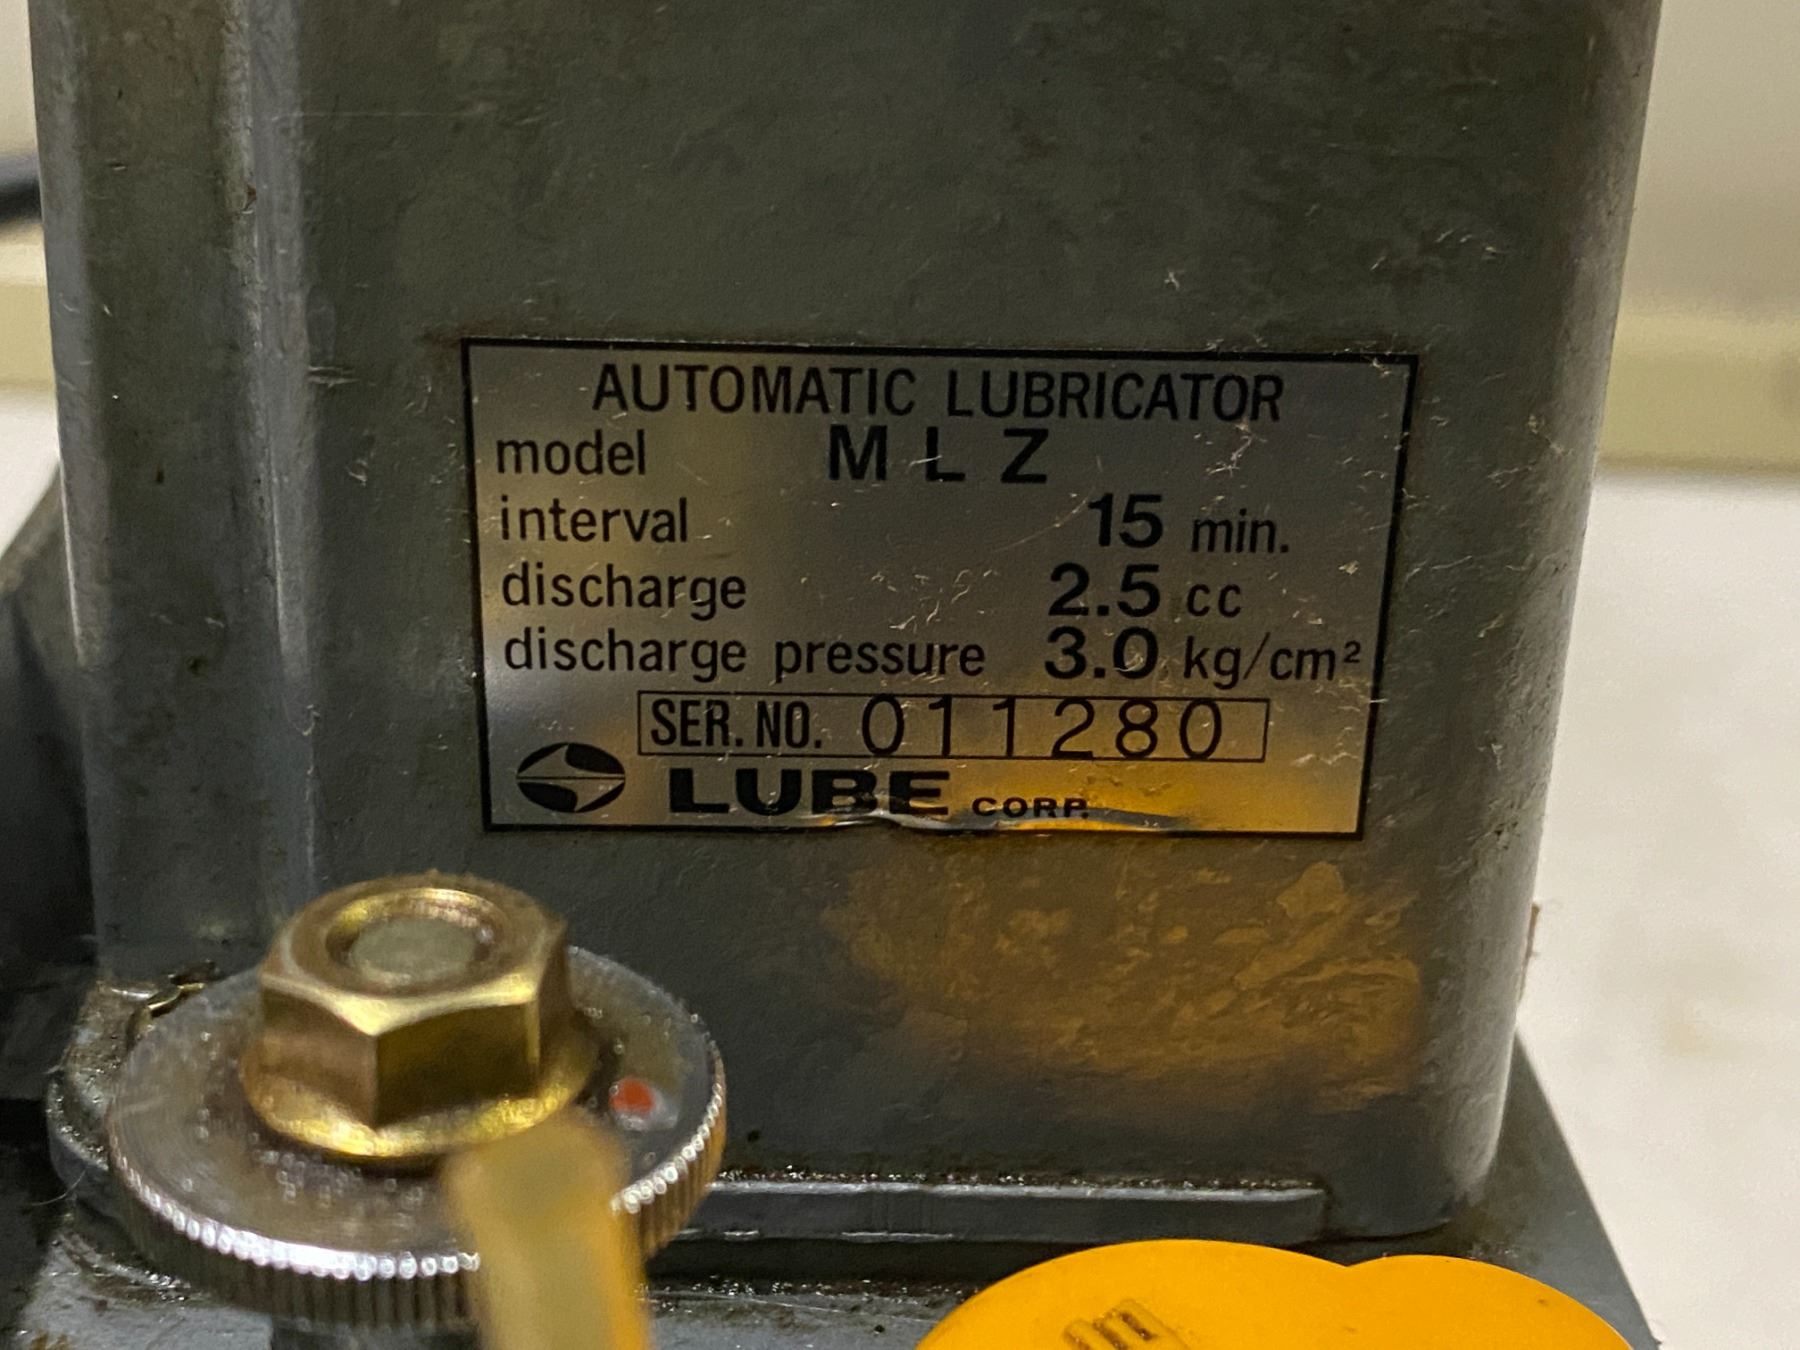 AUTOMATIC LUBRICATOR
model MLZ
interval 15 min.
discharge 2.5 cc
discharge pressure 3.0 kg/cm²
SER. NO. 011280
LUBE CORP.